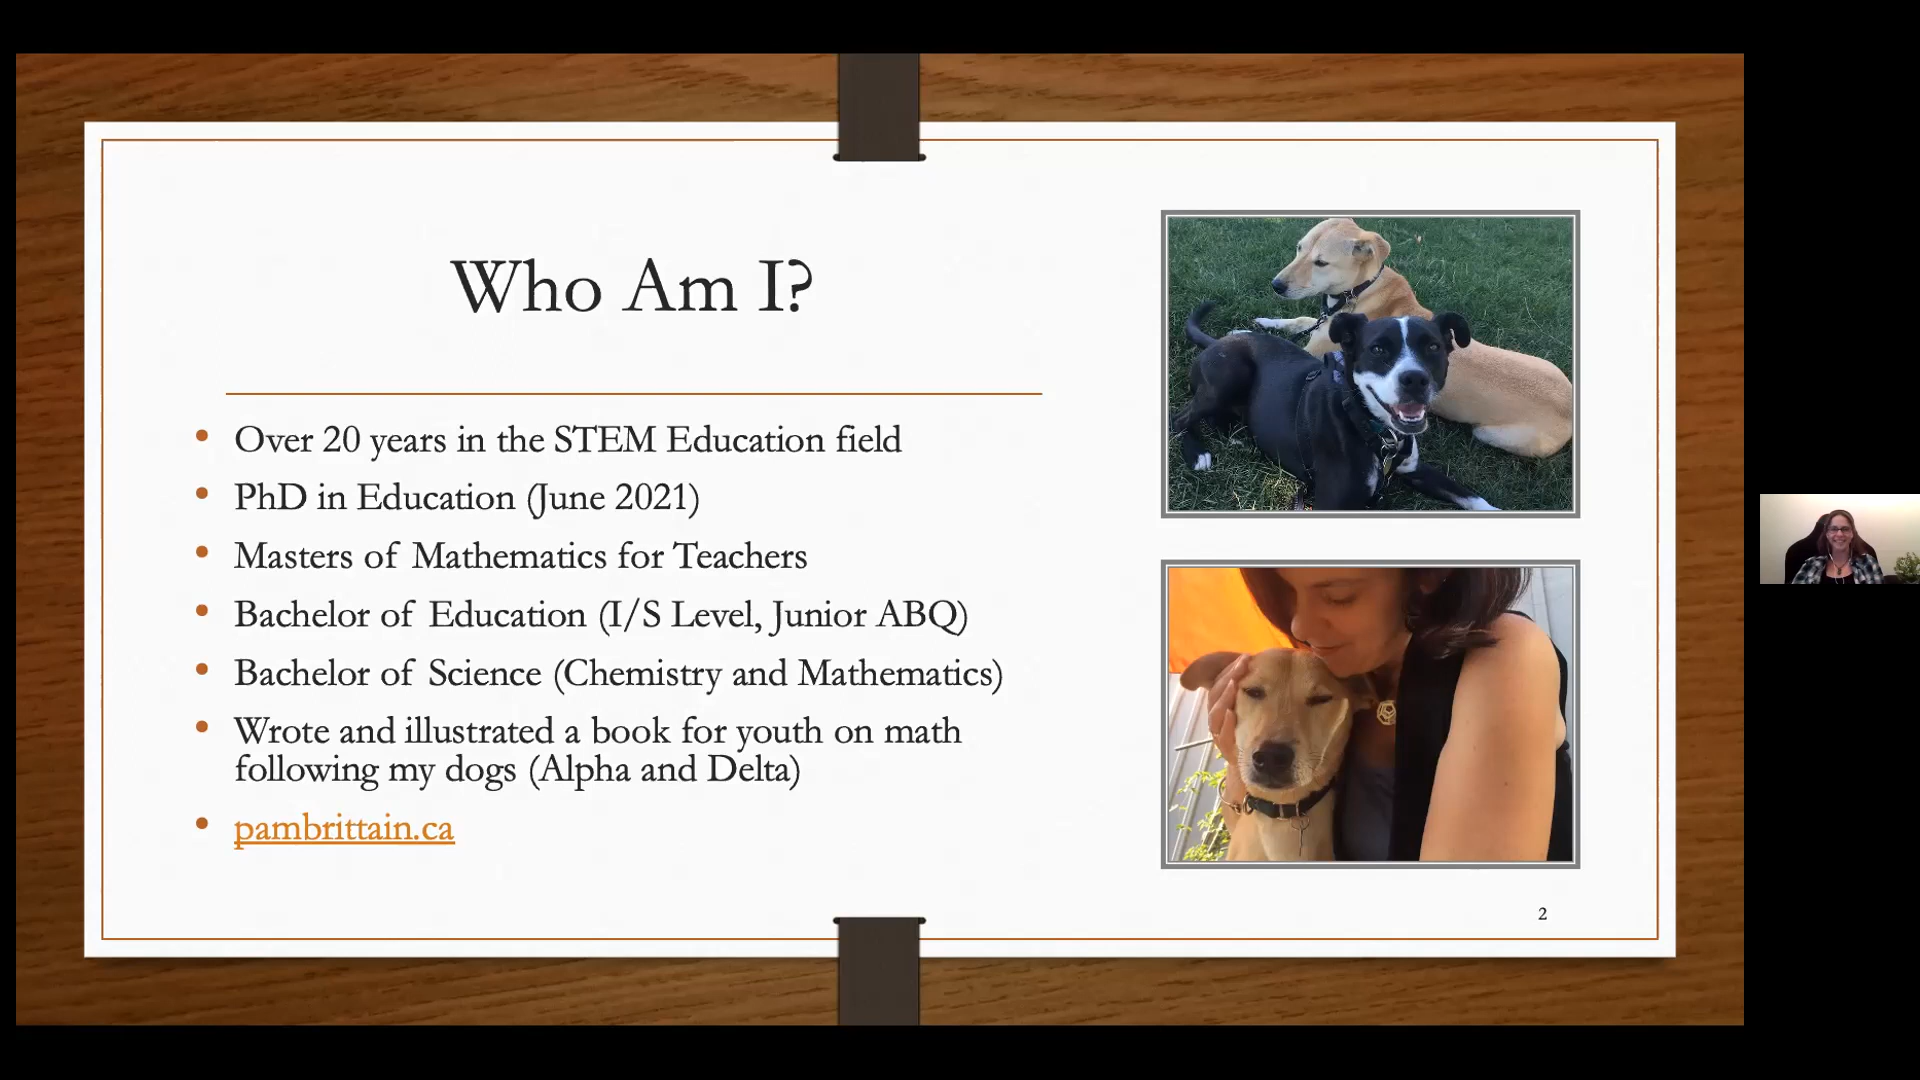 Who Am I?
• Over 20 years in the STEM Education field
• PhD in Education (June 2021)
• Masters of Mathematics for Teachers
• Bachelor of Education (I/S Level, Junior ABQ)
• Bachelor of Science (Chemistry and Mathematics)
• Wrote and illustrated a book for youth on math
following my dogs (Alpha and Delta)
• pambrittain.ca
2